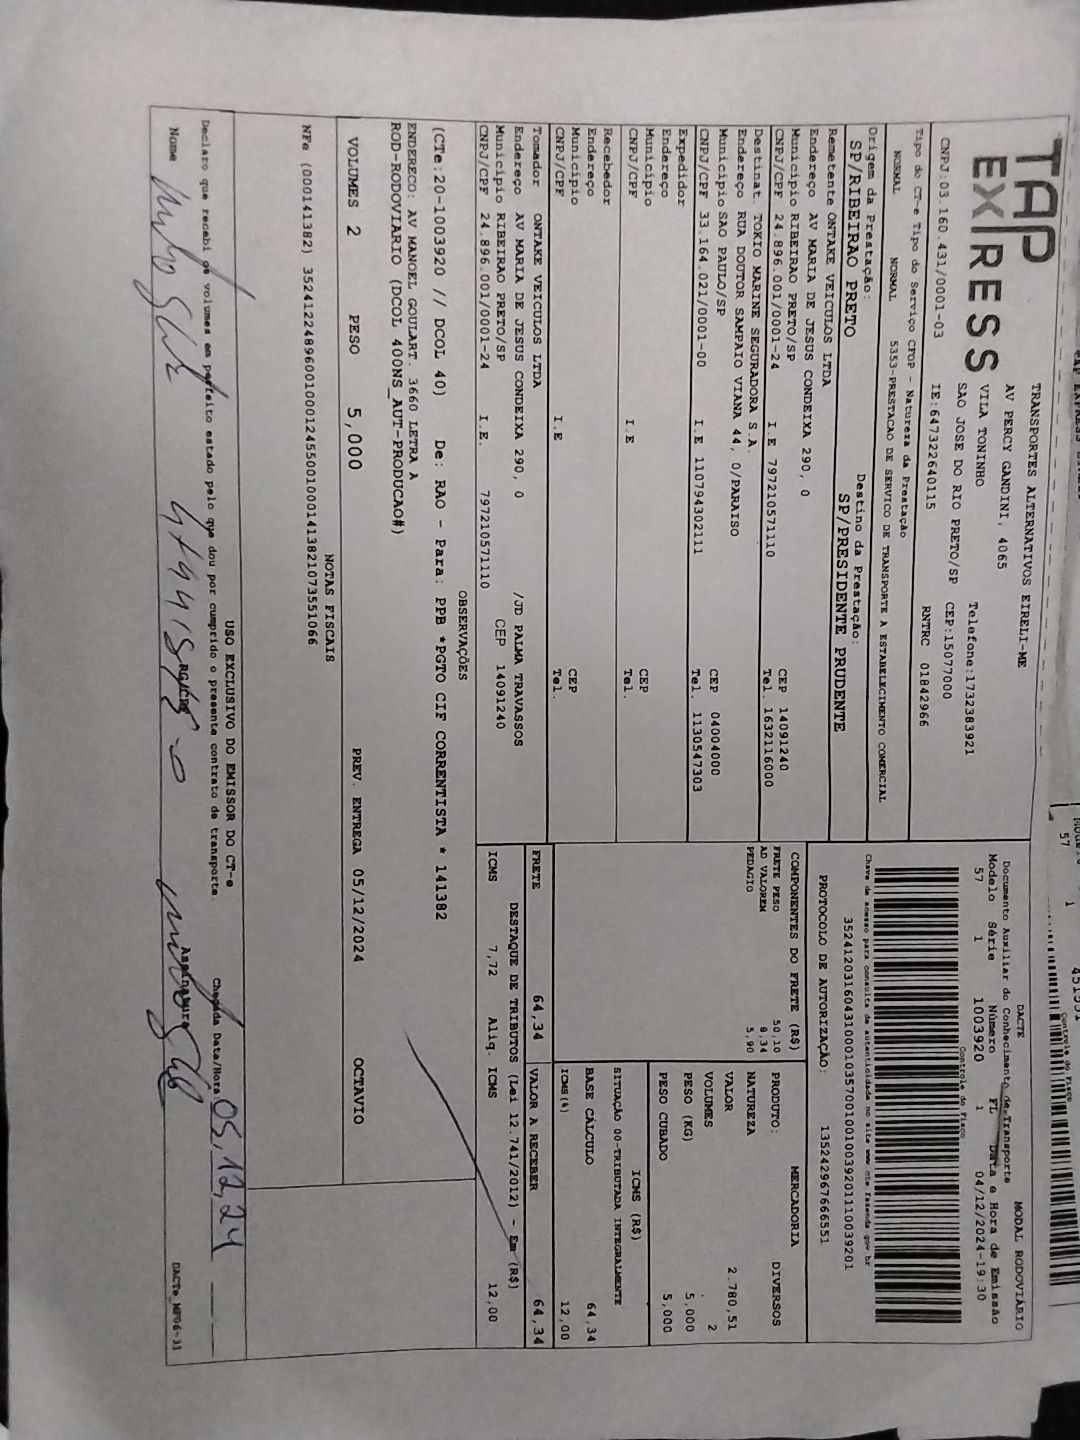 TAP
EXPRESS
TRANSPORTES ALTERNATIVOS EIRELI-ME
AV PERCY GANDINI, 4065
VILA TONINHO
SAO JOSE DO RIO PRETO/SP
Telefone:1732383921
CEP:15077000
CNPJ:03.160.431/0001-03
IE:647322640115
RNTRC 01842966
DACTE
MODAL RODOVIÁRIO
Documento Auxiliar do Conhecimento de Transporte
Modelo Série Número FL Data e Hora de Emissão
57 1 1003920 1 04/12/2024-19:30
Controle do Fisco
Chave de acesso para consulta de autenticidade no site www.cte.fazenda.gov.br
PROTOCOLO DE AUTORIZAÇÃO: 135242967666551
Tipo do CT-e Tipo do Serviço CFOP - Natureza da Prestação
NORMAL NORMAL 5353-PRESTACAO DE SERVICO DE TRANSPORTE A ESTABELECIMENTO COMERCIAL
Origem da Prestação: Destino da Prestação:
SP/RIBEIRAO PRETO SP/PRESIDENTE PRUDENTE
Remetente ONTAKE VEICULOS LTDA
Endereço AV MARIA DE JESUS CONDEIXA 290, 0
Municipio RIBEIRAO PRETO/SP CEP 14091240
CNPJ/CPF 24.896.001/0001-24 I.E 797210571110 Tel. 1632116000
Destinat. TOKIO MARINE SEGURADORA S.A.
Endereço RUA DOUTOR SAMPAIO VIANA 44, 0/PARAISO
Municipio SAO PAULO/SP CEP 04004000
CNPJ/CPF 33.164.021/0001-00 I.E 110794302111 Tel. 1130547303
Expedidor
Endereço
Municipio CEP
CNPJ/CPF I.E Tel.
Recebedor
Endereço
Municipio CEP
CNPJ/CPF I.E Tel.
Tomador ONTAKE VEICULOS LTDA
Endereço AV MARIA DE JESUS CONDEIXA 290, 0 /JD PALMA TRAVASSOS
Municipio RIBEIRAO PRETO/SP CEP 14091240
CNPJ/CPF 24.896.001/0001-24 I.E. 797210571110
COMPONENTES DO FRETE (R$)
FRETE PESO 50,10
AD VALOREM 8,34
PEDAGIO 5,90
MERCADORIA
PRODUTO: DIVERSOS
NATUREZA
VALOR 2.780,51
VOLUMES 2
PESO (KG) 5,000
PESO CUBADO 5,000
ICMS (R$)
SITUAÇÃO 00-TRIBUTADA INTEGRALMENTE
BASE CÁLCULO 64,34
ICMS(%) 12,00
FRETE 64,34 VALOR A RECEBER 64,34
DESTAQUE DE TRIBUTOS (Lei 12.741/2012) - Em (R$)
ICMS 7,72 Aliq. ICMS 12,00
OBSERVAÇÕES
(CTe:20-1003920 // DCOL 40) De: RAO - Para: PPB *PGTO CIF CORRENTISTA * 141382
ENDERECO: AV MANOEL GOULART. 3660 LETRA A
ROD-RODOVIARIO (DCOL 400NS_AUT-PRODUCAO#)
VOLUMES 2 PESO 5,000 PREV. ENTREGA 05/12/2024 OCTAVIO
NOTAS FISCAIS
NFe (000141382) 35241224896001000124550010001413821073551066
USO EXCLUSIVO DO EMISSOR DO CT-e
Declaro que recebi os volumes em perfeito estado pelo que dou por cumprido o presente contrato de transporte.
Chegada Data/Hora 05,12,24
Nome
RG/CPF
Assinatura
DACTe_MP06-31